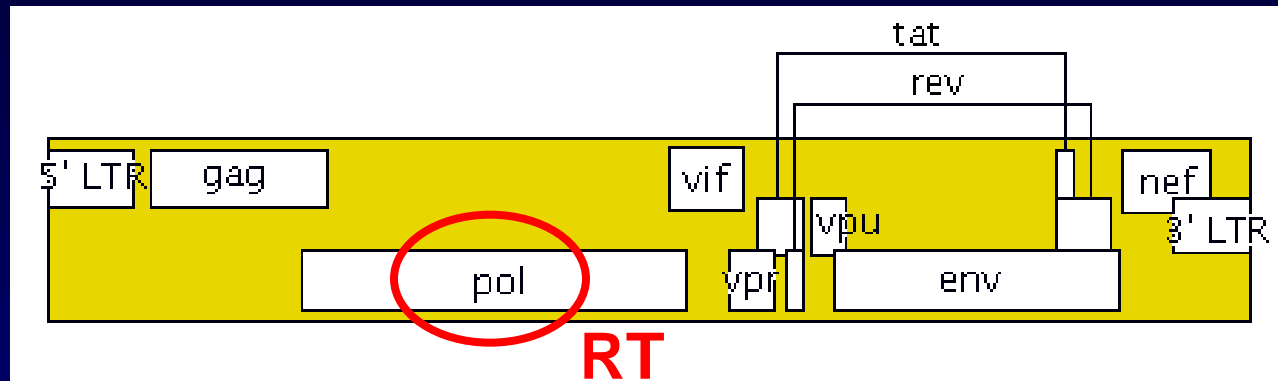 tat
rev
5' LTR gag vif nef
vpu 3' LTR
pol vpr env
RT